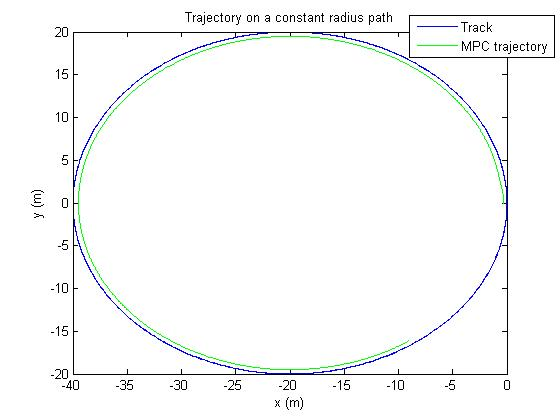 Trajectory on a constant radius path
Track
MPC trajectory
20
15
10
5
0
-5
-10
-15
-20
y (m)
-40 -35 -30 -25 -20 -15 -10 -5 0
x (m)